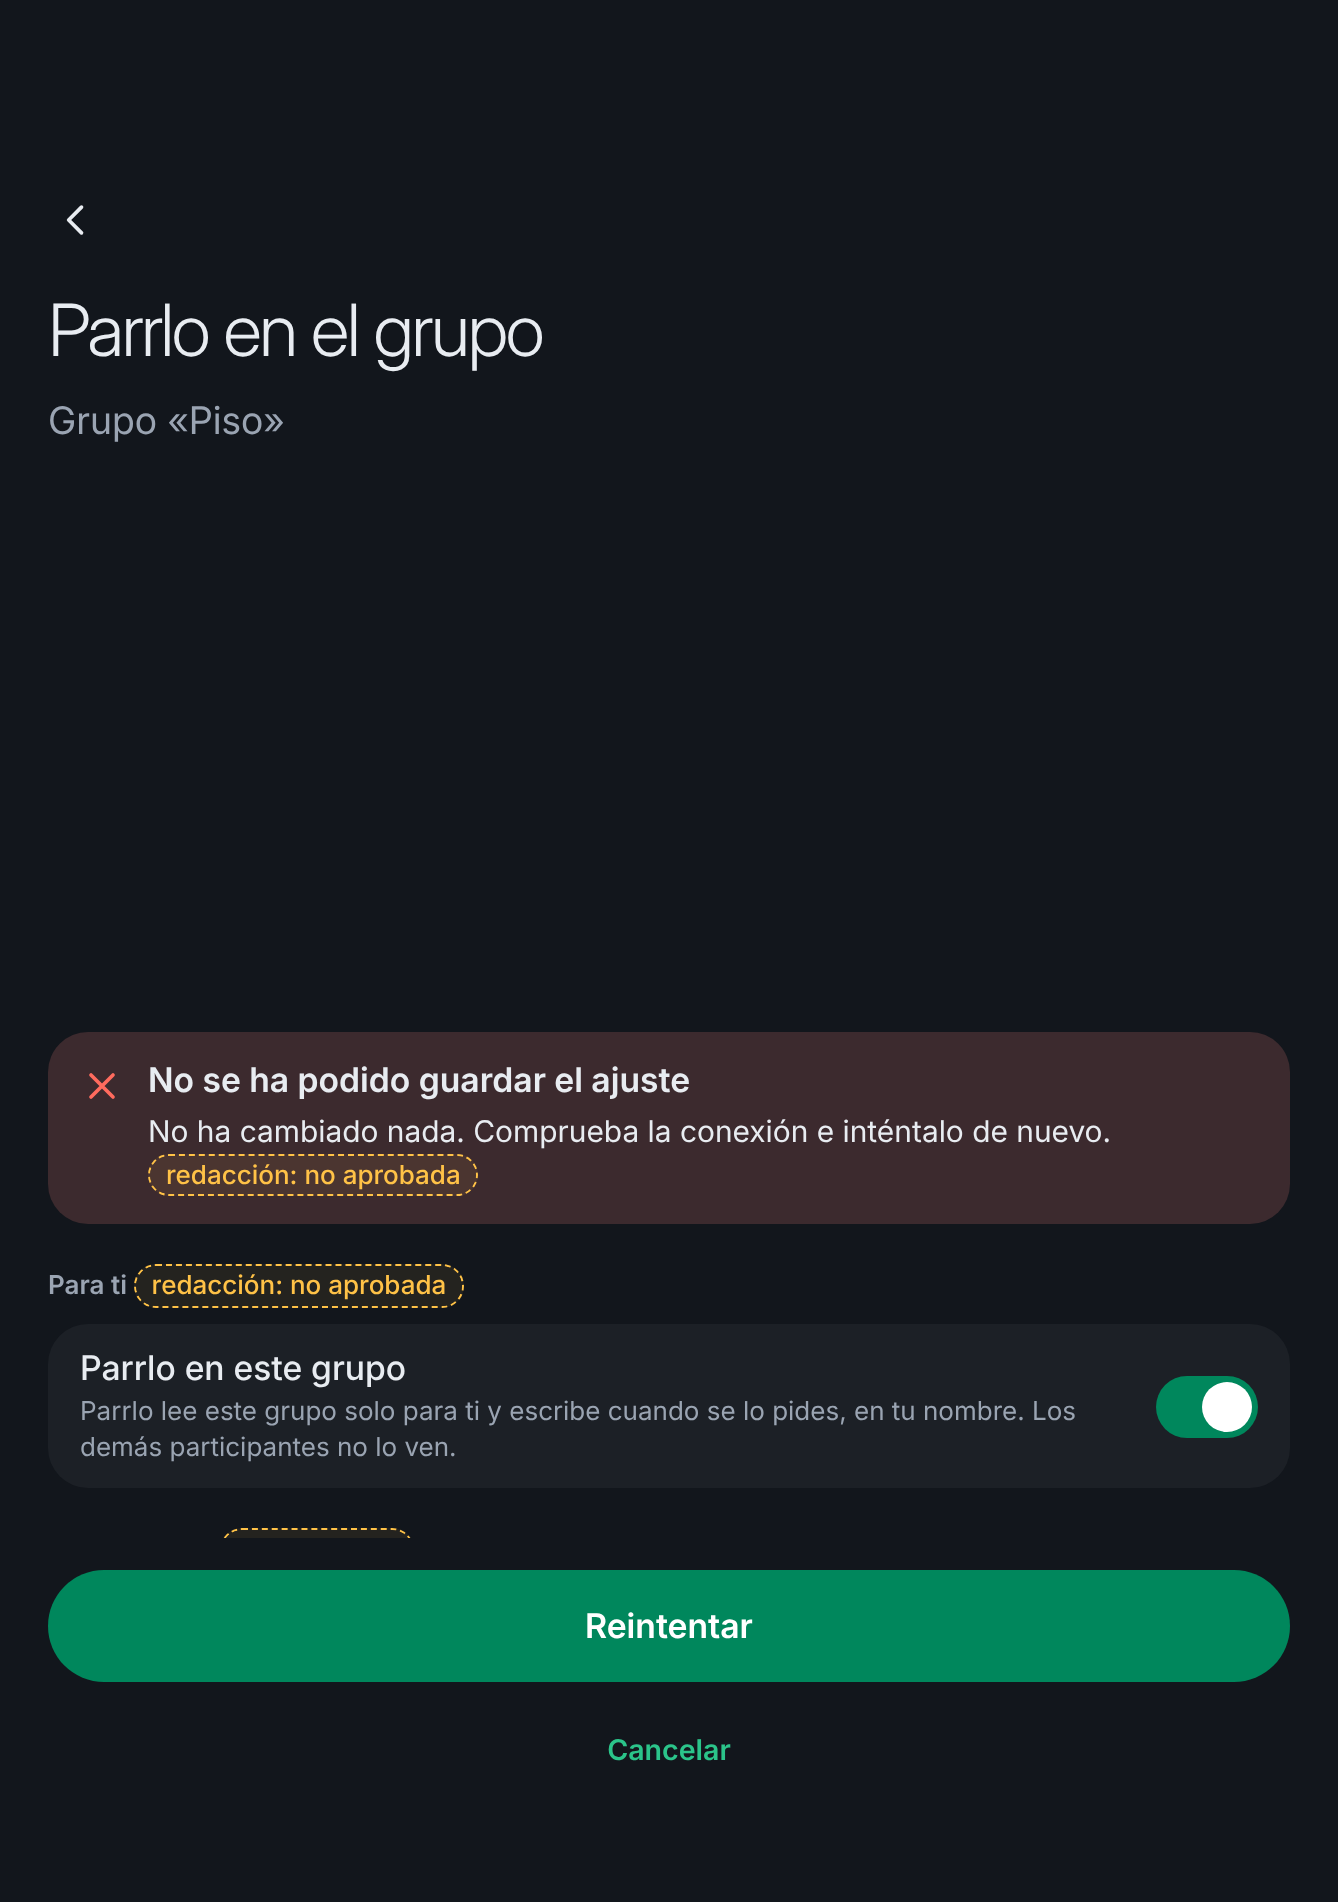 Parrlo en el grupo
Grupo «Piso»
No se ha podido guardar el ajuste
No ha cambiado nada. Comprueba la conexión e inténtalo de nuevo.
redacción: no aprobada
Para ti redacción: no aprobada
Parrlo en este grupo
Parrlo lee este grupo solo para ti y escribe cuando se lo pides, en tu nombre. Los
demás participantes no lo ven.
Reintentar
Cancelar